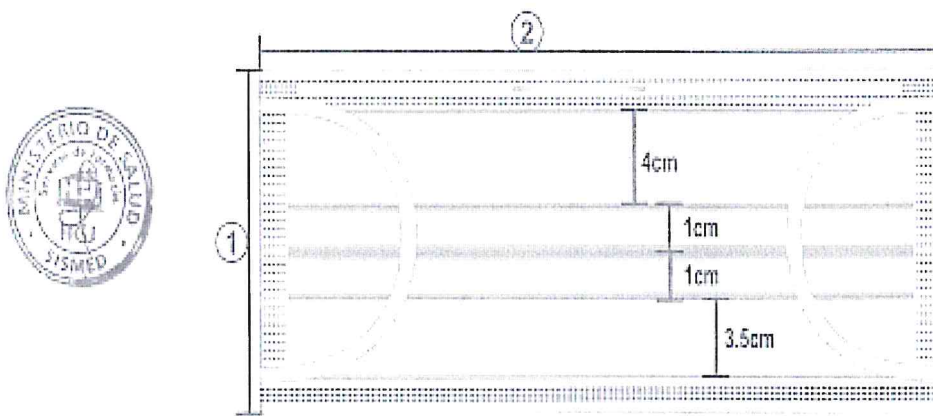 ②
MINISTERIO DE SALUD
SISMED
4cm
①
1cm
1cm
3.5cm